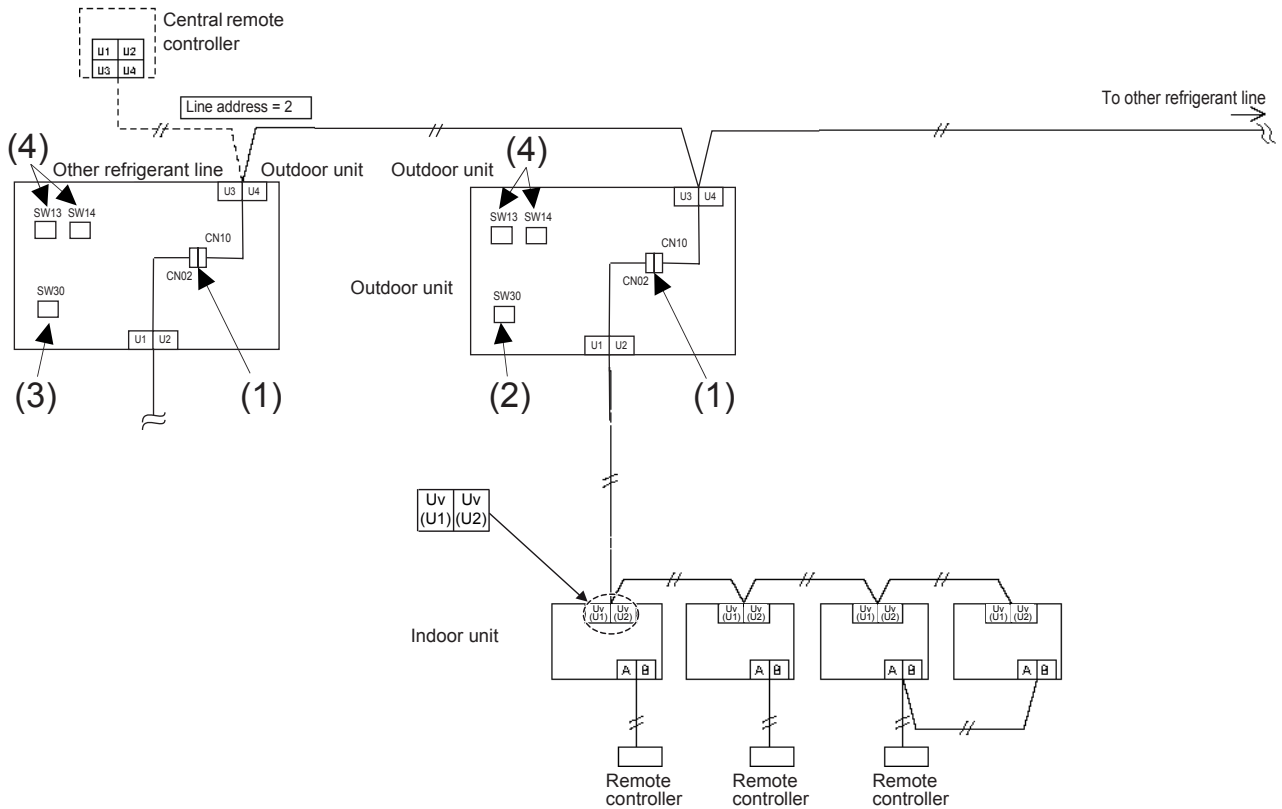 Central remote
controller
U1 U2
U3 U4
Line address = 2
To other refrigerant line
(4)
Other refrigerant line
Outdoor unit
Outdoor unit
(4)
U3 U4
U3 U4
SW13 SW14
SW13 SW14
CN10
CN10
CN02
CN02
Outdoor unit
SW30
SW30
U1 U2
U1 U2
(3)
(1)
(2)
(1)
Uv Uv
(U1) (U2)
Uv Uv
(U1) (U2)
Uv Uv
(U1) (U2)
Uv Uv
(U1) (U2)
Uv Uv
(U1) (U2)
Indoor unit
A B
A B
A B
A B
Remote
controller
Remote
controller
Remote
controller